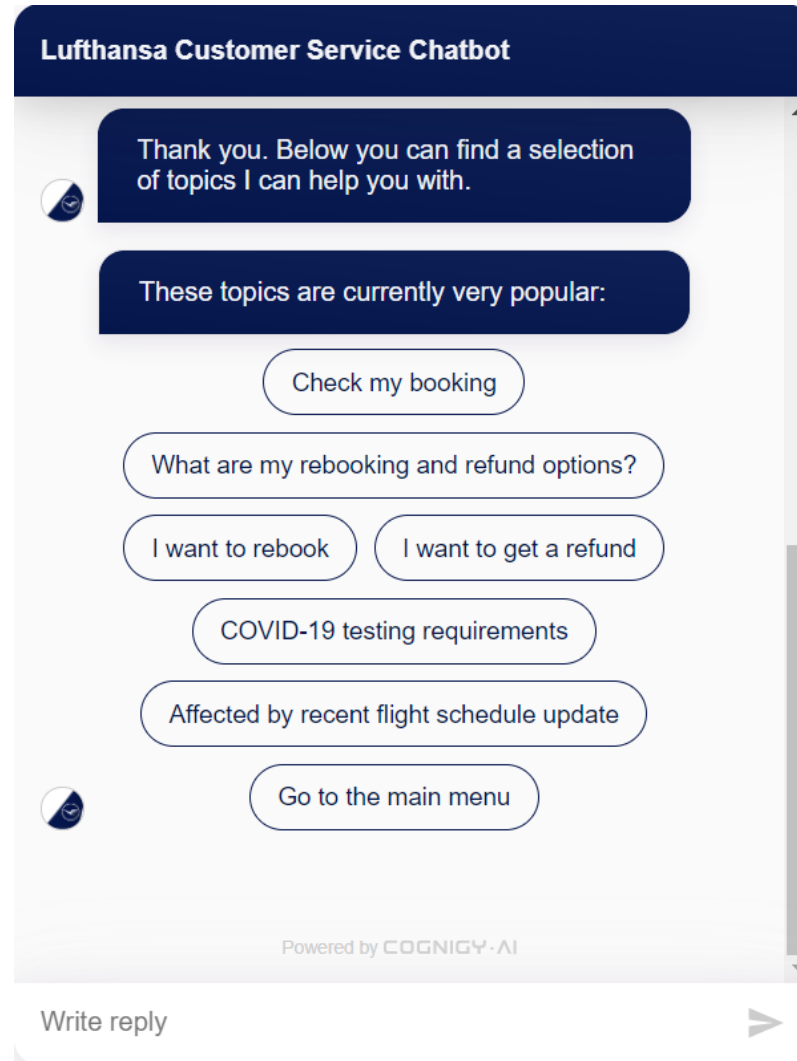 Lufthansa Customer Service Chatbot
Thank you. Below you can find a selection
of topics I can help you with.
These topics are currently very popular:
Check my booking
What are my rebooking and refund options?
I want to rebook
I want to get a refund
COVID-19 testing requirements
Affected by recent flight schedule update
Go to the main menu
Powered by COGNIGY·AI
Write reply